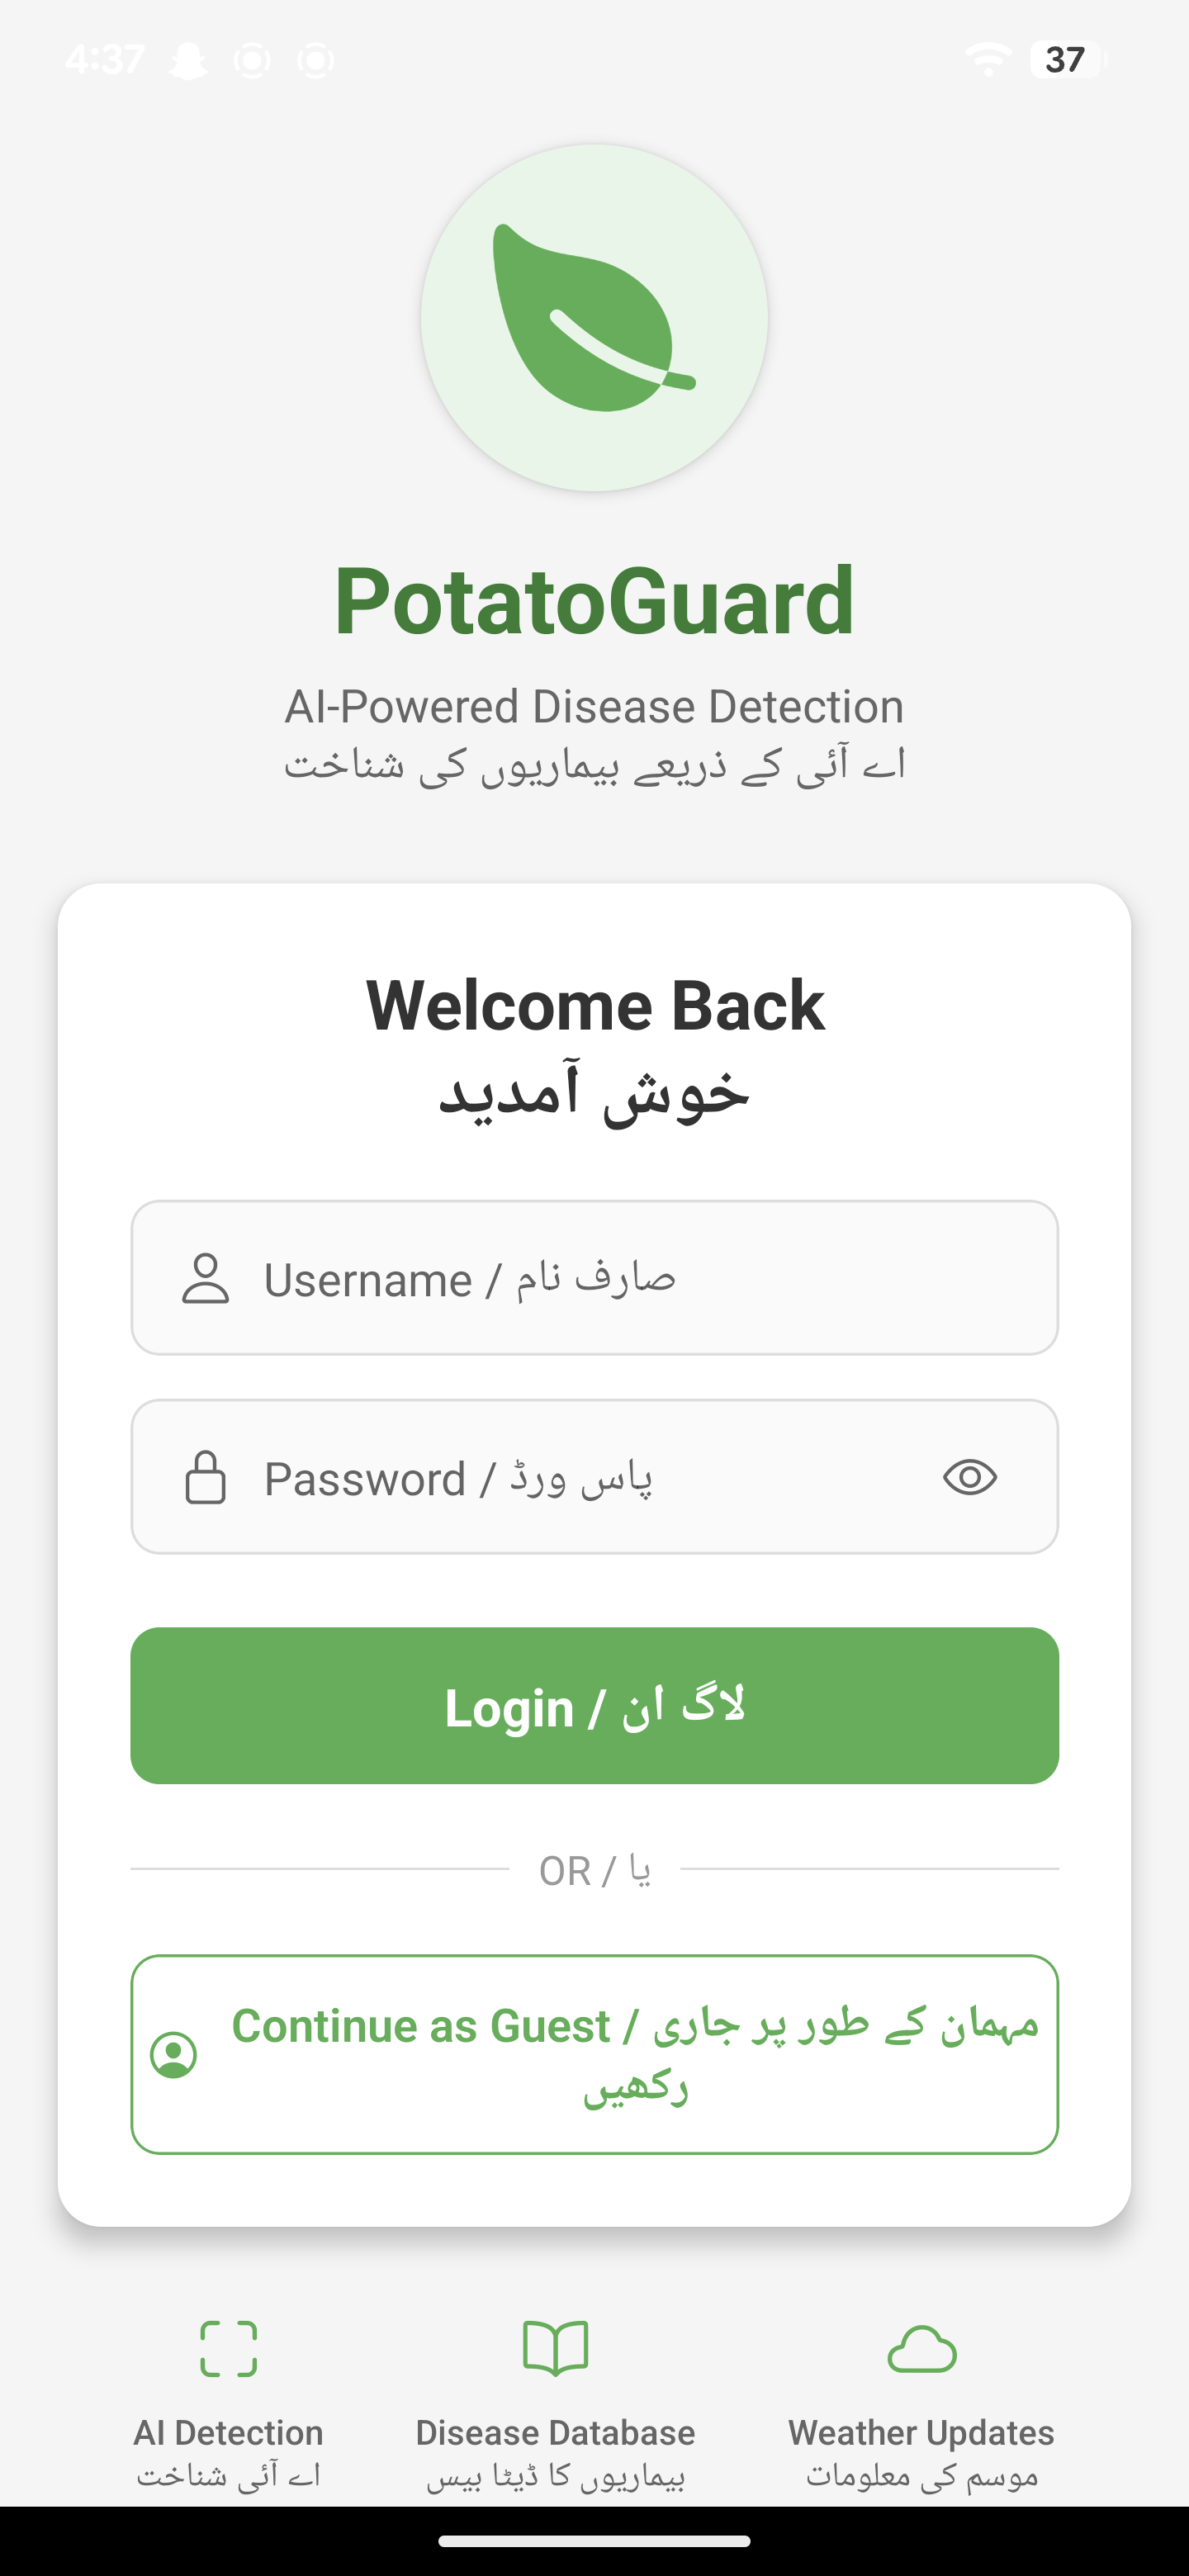 4:37
37
PotatoGuard
AI-Powered Disease Detection
اے آئی کے ذریعے بیماریوں کی شناخت
Welcome Back
خوش آمدید
Username / صارف نام
Password / پاس ورڈ
Login / لاگ ان
OR / یا
Continue as Guest / مہمان کے طور پر جاری
رکھیں
AI Detection
اے آئی شناخت
Disease Database
بیماریوں کا ڈیٹا بیس
Weather Updates
موسم کی معلومات